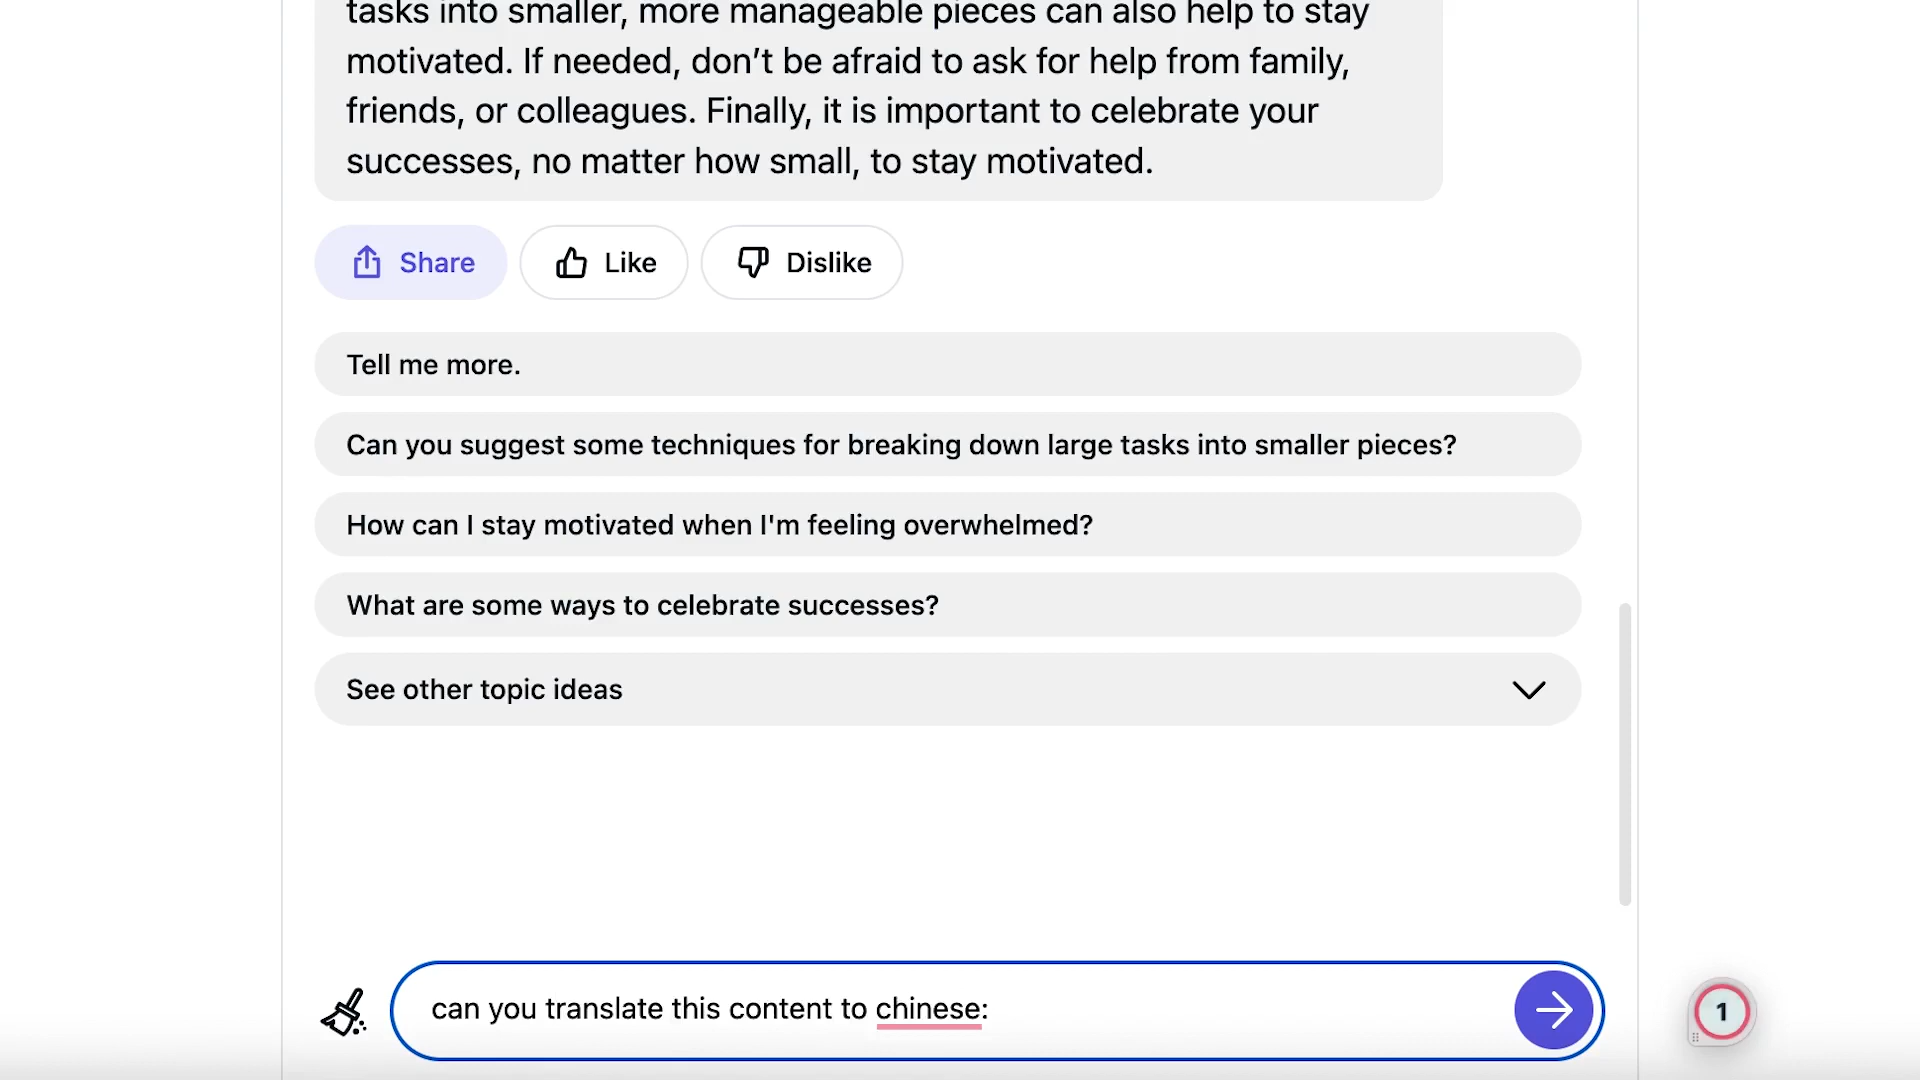 tasks into smaller, more manageable pieces can also help to stay
motivated. If needed, don’t be afraid to ask for help from family,
friends, or colleagues. Finally, it is important to celebrate your
successes, no matter how small, to stay motivated.
Share
Like
Dislike
Tell me more.
Can you suggest some techniques for breaking down large tasks into smaller pieces?
How can I stay motivated when I'm feeling overwhelmed?
What are some ways to celebrate successes?
See other topic ideas
can you translate this content to chinese:
1